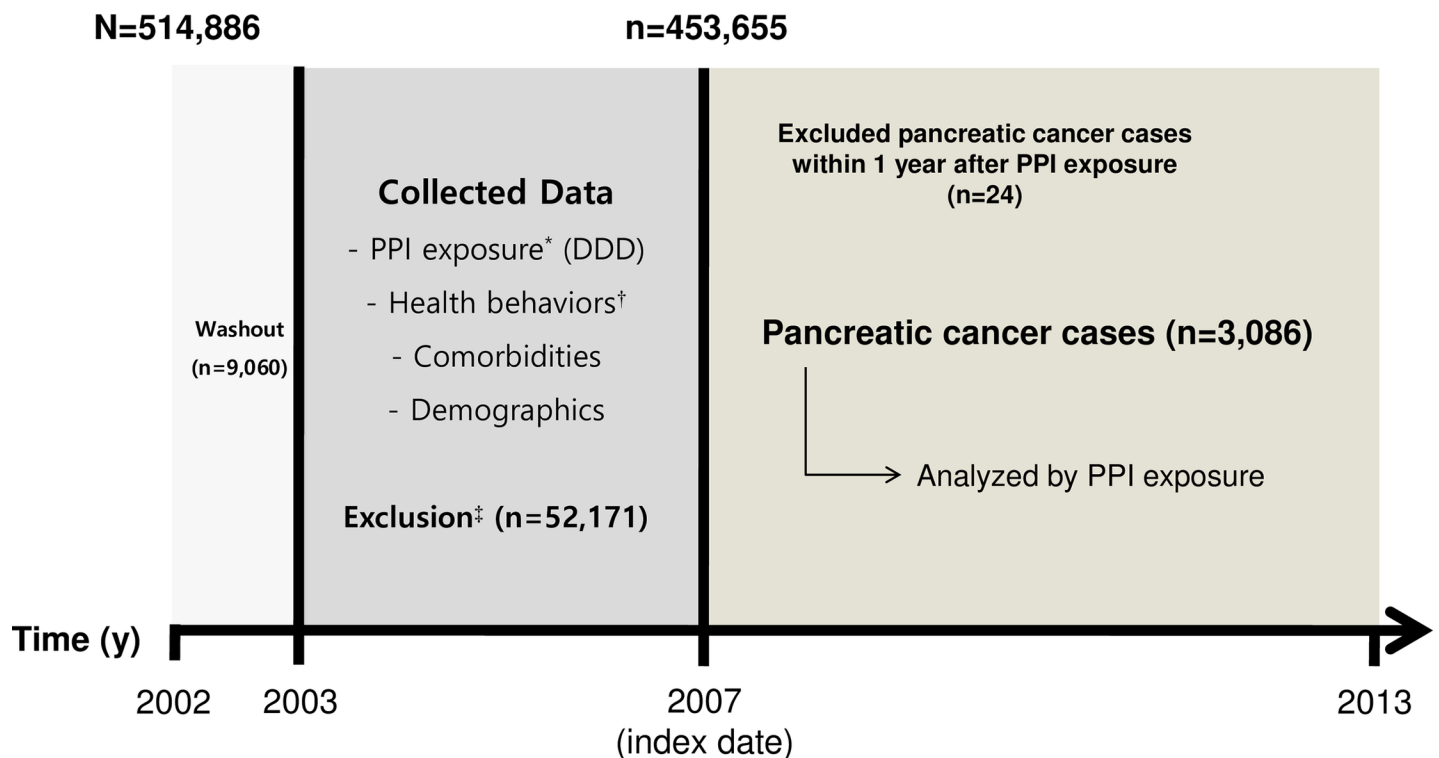 N=514,886
n=453,655
Washout
(n=9,060)
Collected Data
- PPI exposure* (DDD)
- Health behaviors†
- Comorbidities
- Demographics
Exclusion‡ (n=52,171)
Excluded pancreatic cancer cases
within 1 year after PPI exposure
(n=24)
Pancreatic cancer cases (n=3,086)
Analyzed by PPI exposure
Time (y)
2002
2003
2007
(index date)
2013